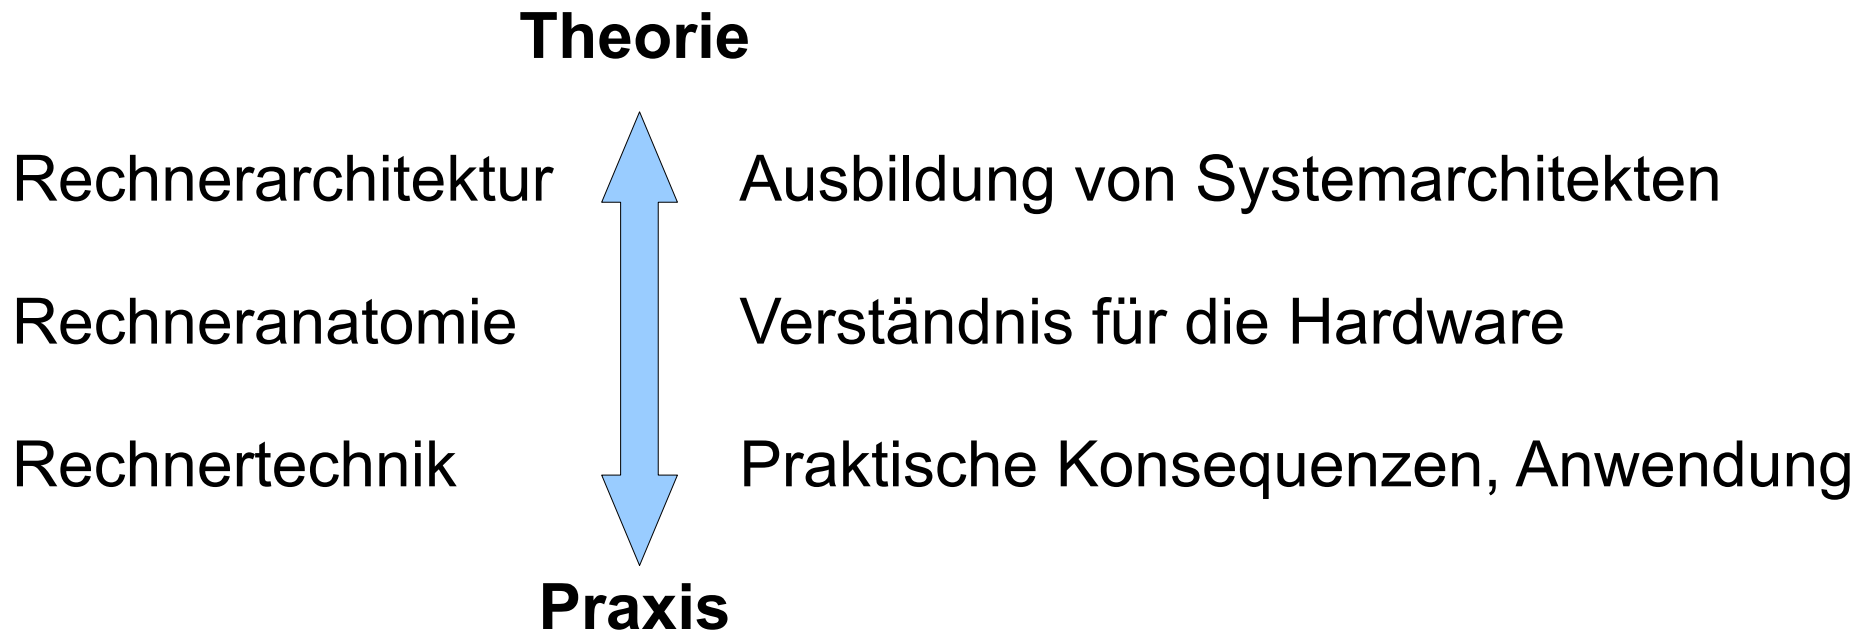 Theorie
Rechnerarchitektur Ausbildung von Systemarchitekten
Rechneranatomie Verständnis für die Hardware
Rechnertechnik Praktische Konsequenzen, Anwendung
Praxis